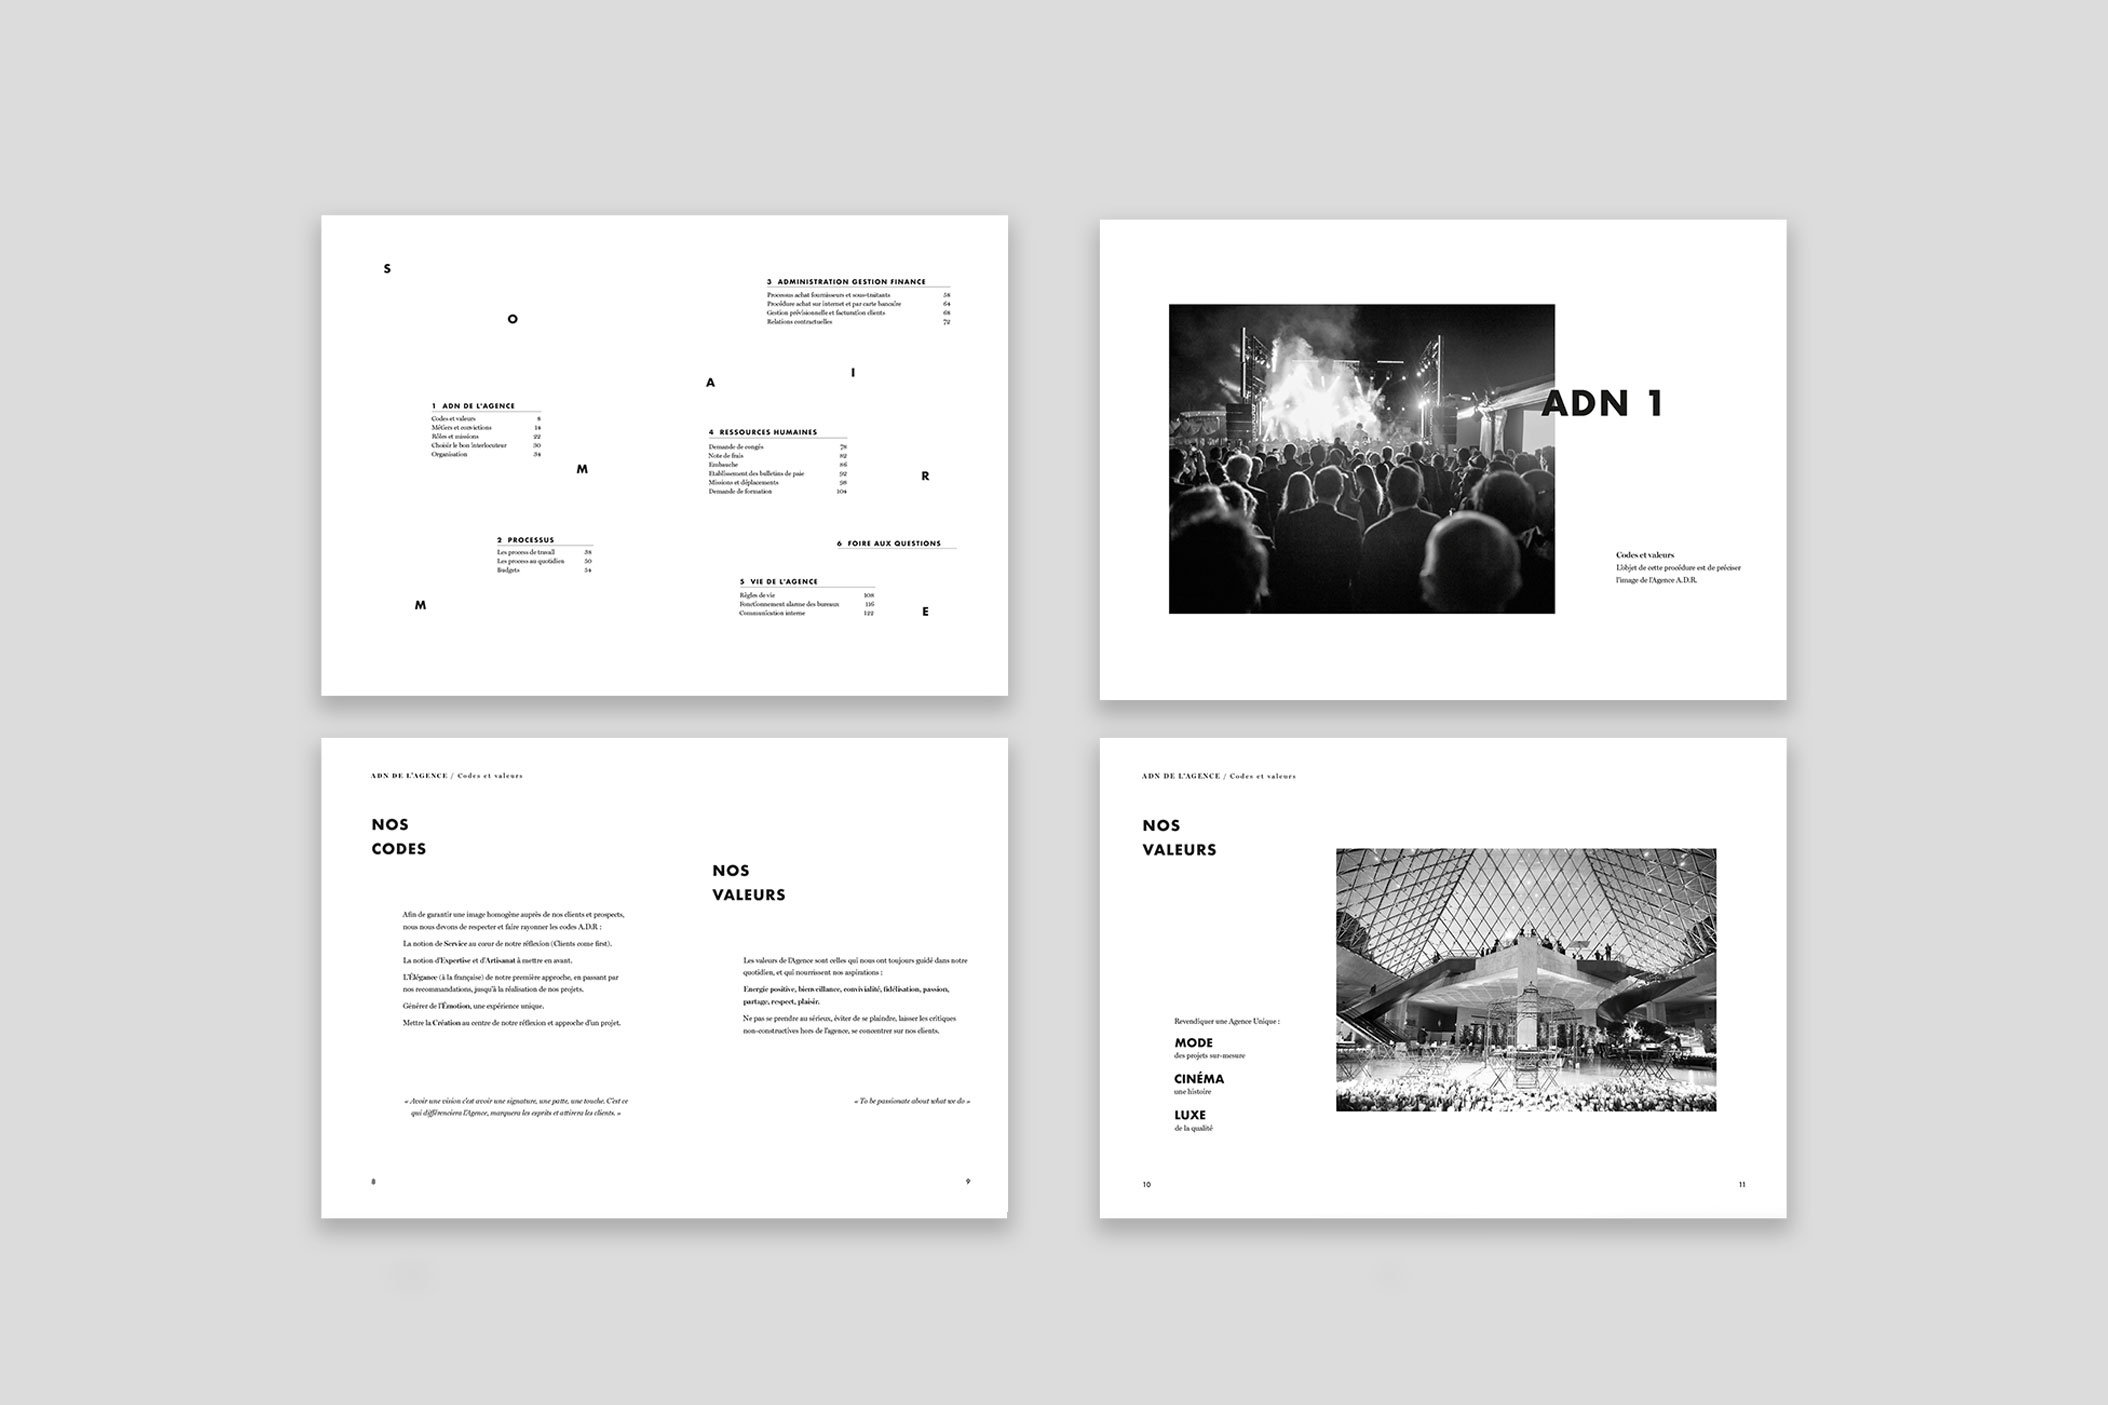 S
O
M
M
A
I
R
E
1 ADN DE L'AGENCE
Codes et valeurs 8
Métiers et convictions 14
Rôles et missions 22
Choisir le bon interlocuteur 30
Organisation 34
2 PROCESSUS
Les process de travail 38
Les process au quotidien 50
Budgets 54
3 ADMINISTRATION GESTION FINANCE
Processus achat fournisseurs et sous-traitants 58
Procédure achat sur internet et par carte bancaire 64
Gestion prévisionnelle et facturation clients 68
Relations contractuelles 72
4 RESSOURCES HUMAINES
Demande de congés 78
Note de frais 82
Embauche 86
Etablissement des bulletins de paie 92
Missions et déplacements 98
Demande de formation 104
5 VIE DE L'AGENCE
Règles de vie 108
Fonctionnement alarme des bureaux 116
Communication interne 122
6 FOIRE AUX QUESTIONS
ADN 1
Codes et valeurs
L'objet de cette procédure est de préciser
l'image de l'Agence A.D.R.
ADN DE L'AGENCE / Codes et valeurs
NOS
CODES
Afin de garantir une image homogène auprès de nos clients et prospects,
nous nous devons de respecter et faire rayonner les codes A.D.R :
La notion de Service au cœur de notre réflexion (Clients come first).
La notion d'Expertise et d'Artisanat à mettre en avant.
L'Élégance (à la française) de notre première approche, en passant par
nos recommandations, jusqu'à la réalisation de nos projets.
Générer de l'Émotion, une expérience unique.
Mettre la Création au centre de notre réflexion et approche d'un projet.
« Avoir une vision c'est avoir une signature, une patte, une touche. C'est ce
qui différenciera l'Agence, marquera les esprits et attirera les clients. »
8
NOS
VALEURS
Les valeurs de l'Agence sont celles qui nous ont toujours guidé dans notre
quotidien, et qui nourrissent nos aspirations :
Energie positive, bienveillance, convivialité, fidélisation, passion,
partage, respect, plaisir.
Ne pas se prendre au sérieux, éviter de se plaindre, laisser les critiques
non-constructives hors de l'agence, se concentrer sur nos clients.
« To be passionate about what we do »
9
ADN DE L'AGENCE / Codes et valeurs
NOS
VALEURS
Revendiquer une Agence Unique :
MODE
des projets sur-mesure
CINÉMA
une histoire
LUXE
de la qualité
10
11